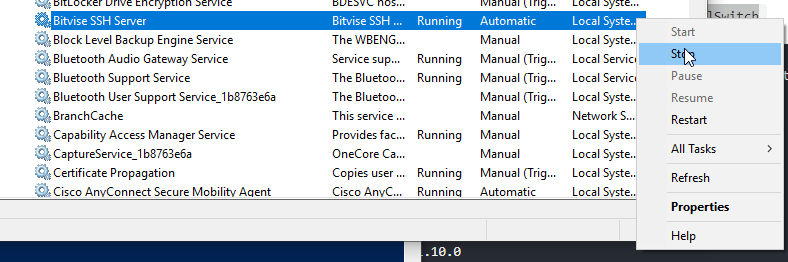 BitLocker Drive Encryption Service BDESVC hos... Manual (Trig...
Bitvise SSH Server Bitvise SSH ... Running Automatic Local Syste...
Block Level Backup Engine Service The WBENG... Manual Local Syste...
Bluetooth Audio Gateway Service Service sup... Running Manual (Trig... Local Service
Bluetooth Support Service The Bluetoo... Running Manual (Trig... Local Service
Bluetooth User Support Service_1b8763e6a The Bluetoo... Manual (Trig... Local Syste...
BranchCache This service ... Manual Network S...
Capability Access Manager Service Provides fac... Running Manual Local Syste...
CaptureService_1b8763e6a OneCore Ca... Manual Local Syste...
Certificate Propagation Copies user ... Running Manual (Trig... Local Syste...
Cisco AnyConnect Secure Mobility Agent Cisco AnyC... Running Automatic Local Syste...
lSwitch
Start
Stop
Pause
Resume
Restart
All Tasks
Refresh
Properties
Help
.10.0